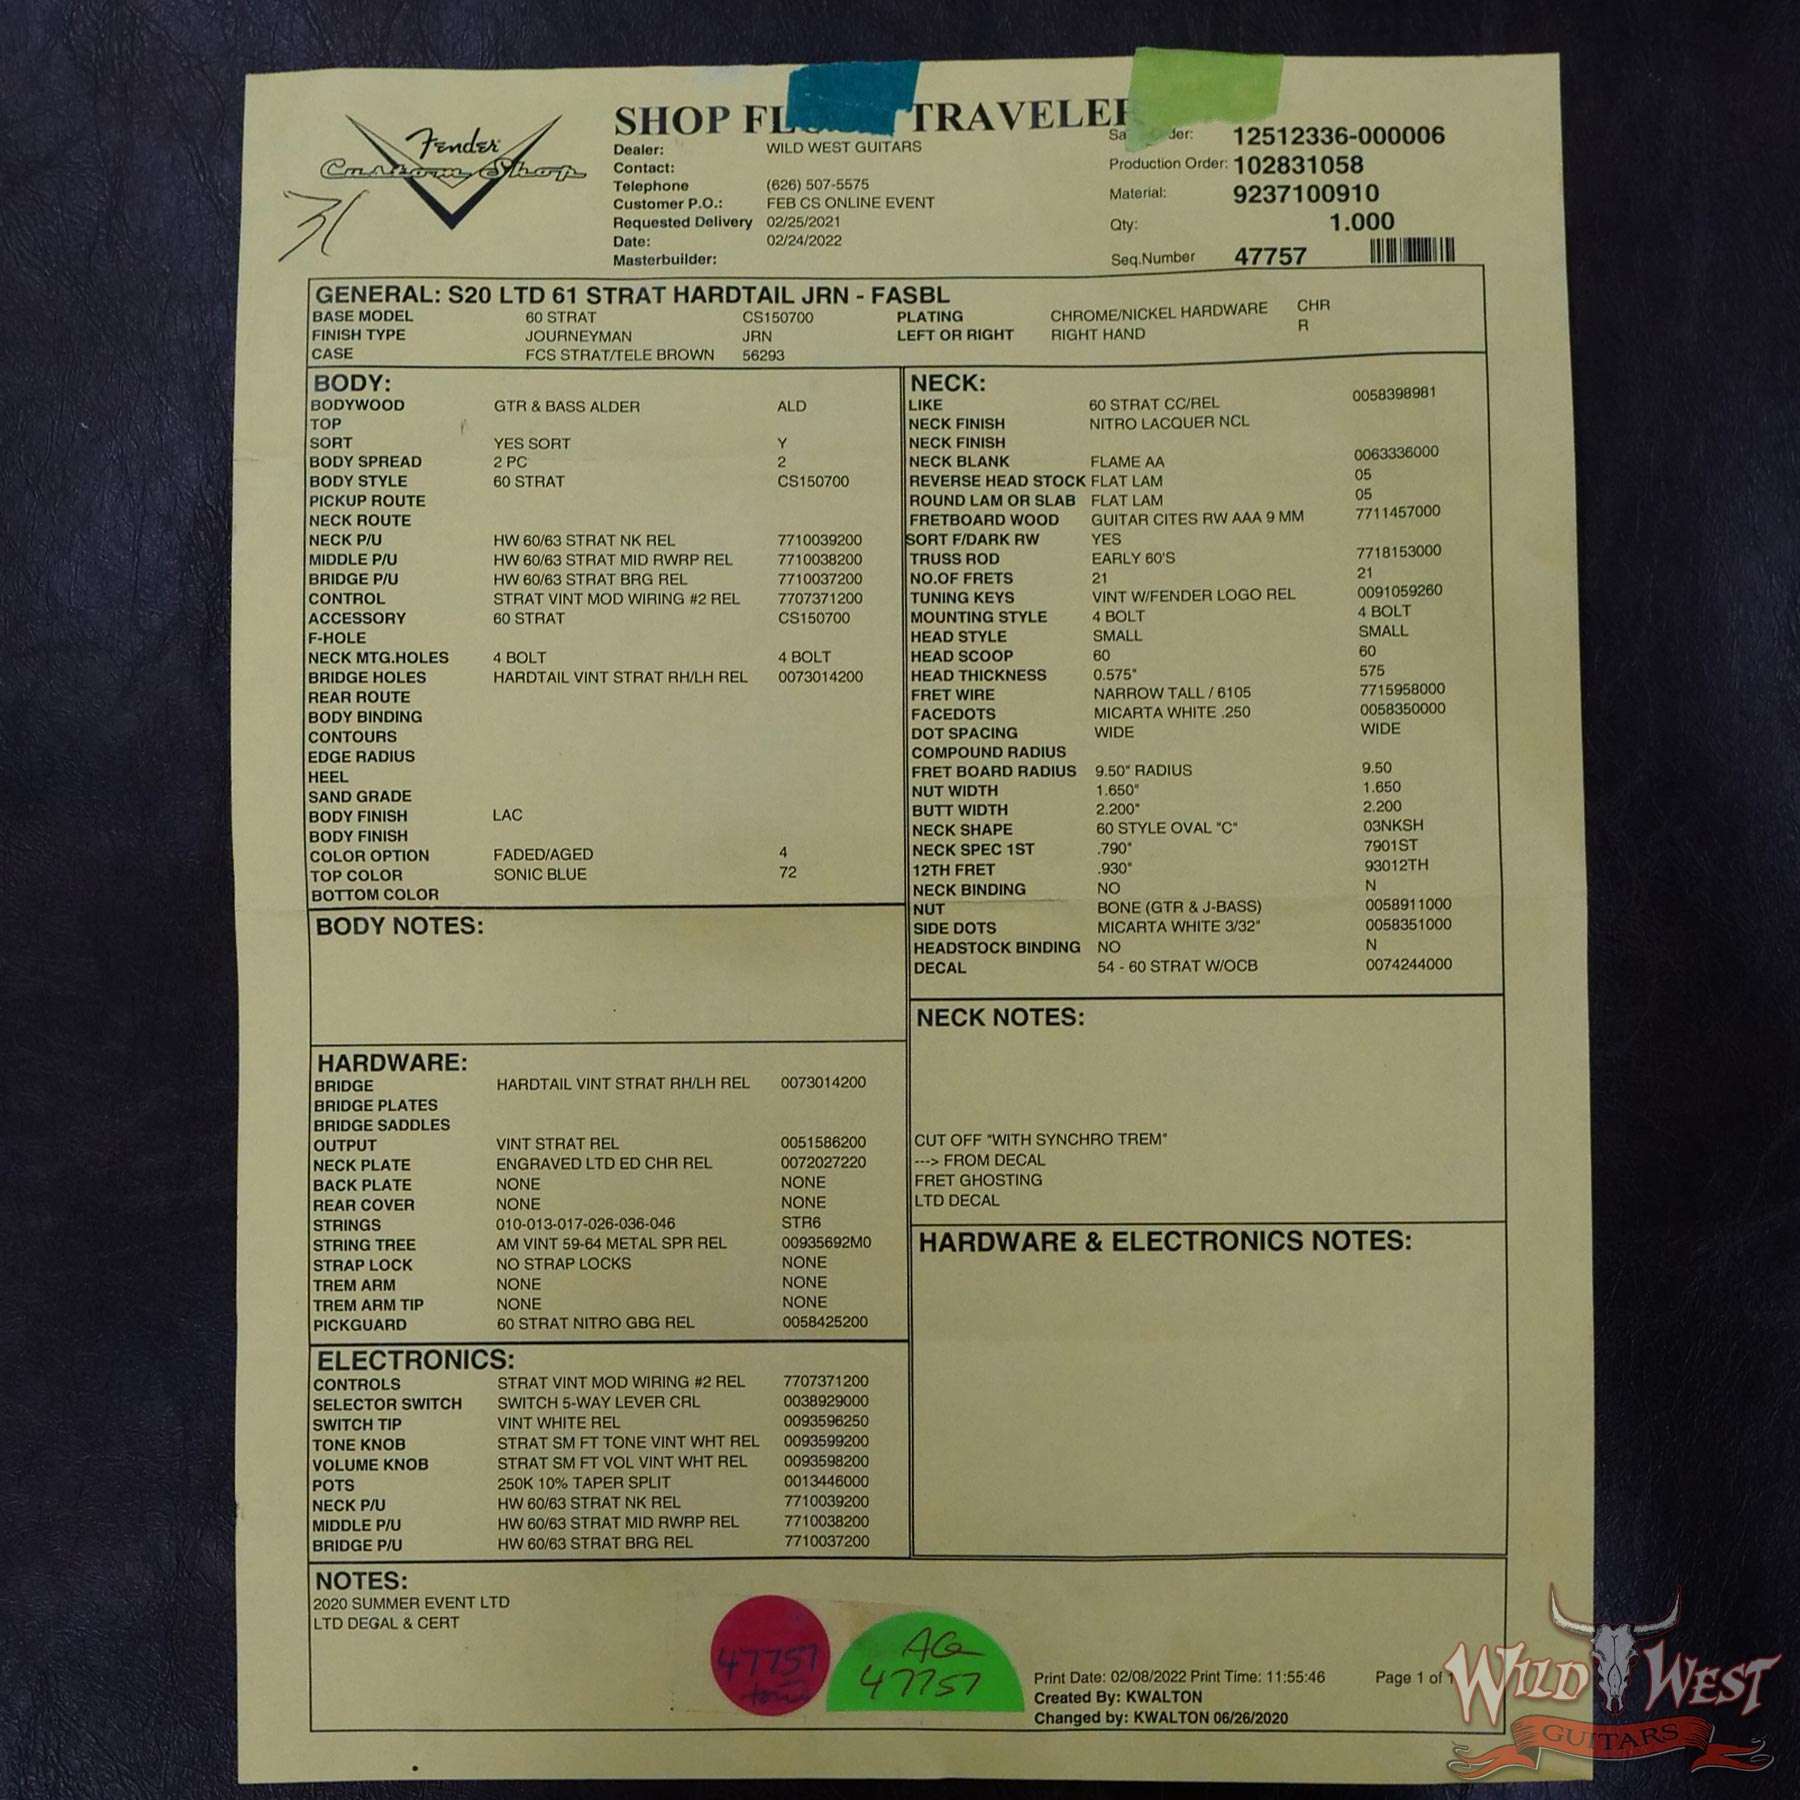 SHOP FL TRAVELER
Fender
Custom Shop
Dealer: WILD WEST GUITARS
Contact:
Telephone (626) 507-5575
Customer P.O.: FEB CS ONLINE EVENT
Requested Delivery 02/25/2021
Date: 02/24/2022
Masterbuilder:
Sa der: 12512336-000006
Production Order: 102831058
Material: 9237100910
Qty: 1.000
Seq.Number 47757
GENERAL: S20 LTD 61 STRAT HARDTAIL JRN - FASBL
BASE MODEL 60 STRAT CS150700 PLATING CHROME/NICKEL HARDWARE CHR
FINISH TYPE JOURNEYMAN JRN LEFT OR RIGHT RIGHT HAND R
CASE FCS STRAT/TELE BROWN 56293
BODY:
BODYWOOD GTR & BASS ALDER ALD
TOP
SORT YES SORT Y
BODY SPREAD 2 PC 2
BODY STYLE 60 STRAT CS150700
PICKUP ROUTE
NECK ROUTE
NECK P/U HW 60/63 STRAT NK REL 7710039200
MIDDLE P/U HW 60/63 STRAT MID RWRP REL 7710038200
BRIDGE P/U HW 60/63 STRAT BRG REL 7710037200
CONTROL STRAT VINT MOD WIRING #2 REL 7707371200
ACCESSORY 60 STRAT CS150700
F-HOLE
NECK MTG.HOLES 4 BOLT 4 BOLT
BRIDGE HOLES HARDTAIL VINT STRAT RH/LH REL 0073014200
REAR ROUTE
BODY BINDING
CONTOURS
EDGE RADIUS
HEEL
SAND GRADE
BODY FINISH LAC
BODY FINISH
COLOR OPTION FADED/AGED 4
TOP COLOR SONIC BLUE 72
BOTTOM COLOR
BODY NOTES:
HARDWARE:
BRIDGE HARDTAIL VINT STRAT RH/LH REL 0073014200
BRIDGE PLATES
BRIDGE SADDLES
OUTPUT VINT STRAT REL 0051586200
NECK PLATE ENGRAVED LTD ED CHR REL 0072027220
BACK PLATE NONE NONE
REAR COVER NONE NONE
STRINGS 010-013-017-026-036-046 STR6
STRING TREE AM VINT 59-64 METAL SPR REL 00935692M0
STRAP LOCK NO STRAP LOCKS NONE
TREM ARM NONE NONE
TREM ARM TIP NONE NONE
PICKGUARD 60 STRAT NITRO GBG REL 0058425200
ELECTRONICS:
CONTROLS STRAT VINT MOD WIRING #2 REL 7707371200
SELECTOR SWITCH SWITCH 5-WAY LEVER CRL 0038929000
SWITCH TIP VINT WHITE REL 0093596250
TONE KNOB STRAT SM FT TONE VINT WHT REL 0093599200
VOLUME KNOB STRAT SM FT VOL VINT WHT REL 0093598200
POTS 250K 10% TAPER SPLIT 0013446000
NECK P/U HW 60/63 STRAT NK REL 7710039200
MIDDLE P/U HW 60/63 STRAT MID RWRP REL 7710038200
BRIDGE P/U HW 60/63 STRAT BRG REL 7710037200
NECK:
LIKE 60 STRAT CC/REL 0058398981
NECK FINISH NITRO LACQUER NCL
NECK FINISH
NECK BLANK FLAME AA 0063336000
REVERSE HEAD STOCK FLAT LAM 05
ROUND LAM OR SLAB FLAT LAM 05
FRETBOARD WOOD GUITAR CITES RW AAA 9 MM 7711457000
SORT F/DARK RW YES
TRUSS ROD EARLY 60'S 7718153000
NO.OF FRETS 21 21
TUNING KEYS VINT W/FENDER LOGO REL 0091059260
MOUNTING STYLE 4 BOLT 4 BOLT
HEAD STYLE SMALL SMALL
HEAD SCOOP 60 60
HEAD THICKNESS 0.575" 575
FRET WIRE NARROW TALL / 6105 7715958000
FACEDOTS MICARTA WHITE .250 0058350000
DOT SPACING WIDE WIDE
COMPOUND RADIUS
FRET BOARD RADIUS 9.50" RADIUS 9.50
NUT WIDTH 1.650" 1.650
BUTT WIDTH 2.200" 2.200
NECK SHAPE 60 STYLE OVAL "C" 03NKSH
NECK SPEC 1ST .790" 7901ST
12TH FRET .930" 93012TH
NECK BINDING NO N
NUT BONE (GTR & J-BASS) 0058911000
SIDE DOTS MICARTA WHITE 3/32" 0058351000
HEADSTOCK BINDING NO N
DECAL 54 - 60 STRAT W/OCB 0074244000
NECK NOTES:
CUT OFF "WITH SYNCHRO TREM"
---> FROM DECAL
FRET GHOSTING
LTD DECAL
HARDWARE & ELECTRONICS NOTES:
NOTES:
2020 SUMMER EVENT LTD
LTD DEGAL & CERT
47757
AG
47757
Print Date: 02/08/2022 Print Time: 11:55:46 Page 1 of 1
Created By: KWALTON
Changed by: KWALTON 06/26/2020
WILD WEST
GUITARS